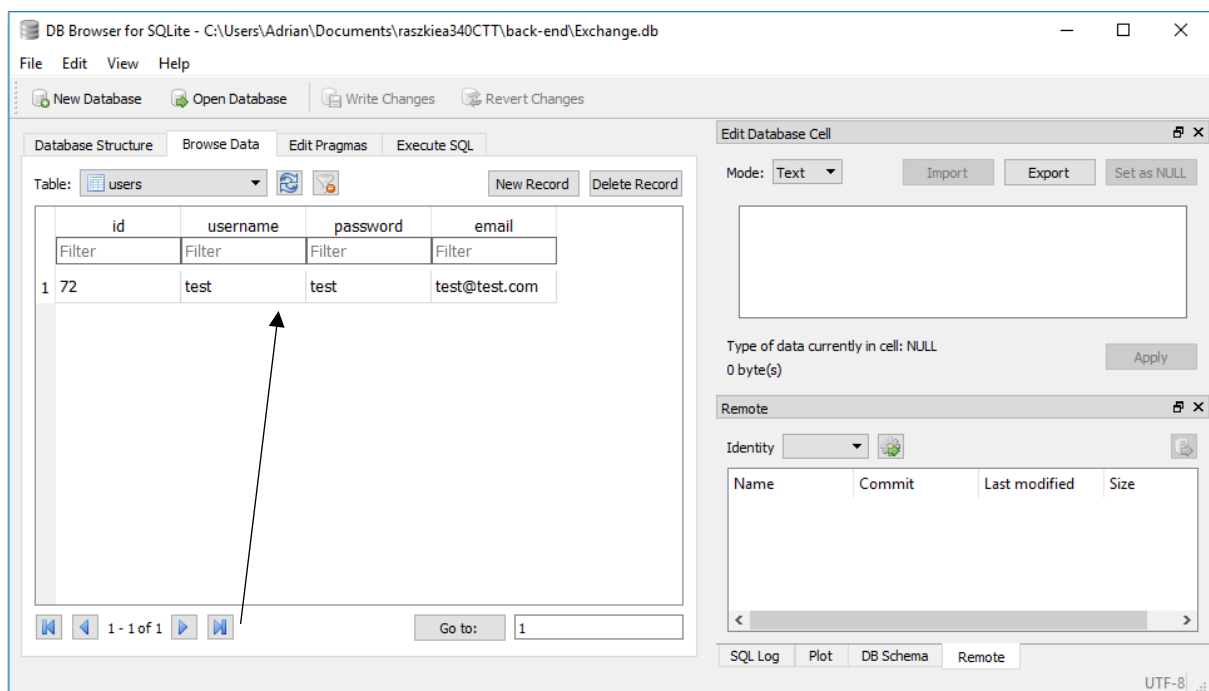 DB Browser for SQLite - C:\Users\Adrian\Documents\raszkiea340CTT\back-end\Exchange.db
File Edit View Help
New Database Open Database Write Changes Revert Changes
Database Structure Browse Data Edit Pragmas Execute SQL
Table: users New Record Delete Record
id username password email
Filter Filter Filter Filter
1 72 test test test@test.com
1 - 1 of 1 Go to: 1
Edit Database Cell
Mode: Text Import Export Set as NULL
Type of data currently in cell: NULL
0 byte(s)
Apply
Remote
Identity
Name Commit Last modified Size
SQL Log Plot DB Schema Remote
UTF-8